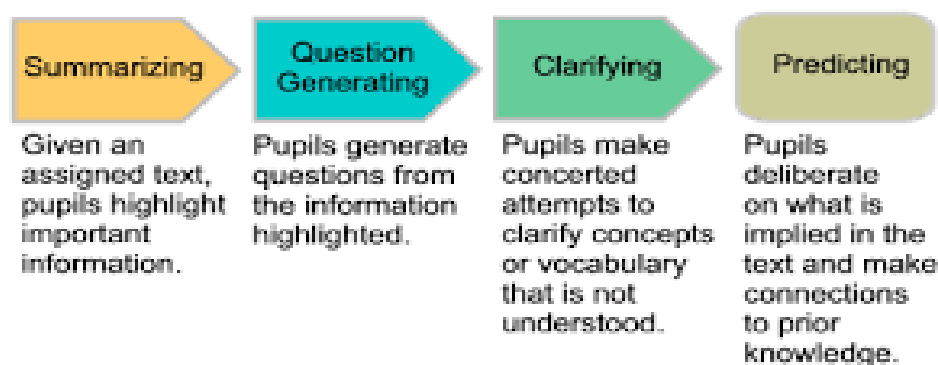 Summarizing
Given an
assigned text,
pupils highlight
important
information.
Question
Generating
Pupils generate
questions from
the information
highlighted.
Clarifying
Pupils make
concerted
attempts to
clarify concepts
or vocabulary
that is not
understood.
Predicting
Pupils
deliberate
on what is
implied in the
text and make
connections
to prior
knowledge.